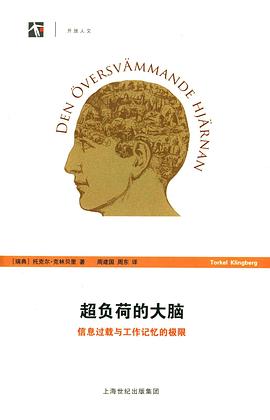 开放人文
DEN ÖVERSVÄMMANDE HJÄRNAN
[瑞典] 托克尔·克林贝里 著 周建国 周东 译
Torkel Klingberg
超负荷的大脑
信息过载与工作记忆的极限
上海世纪出版集团